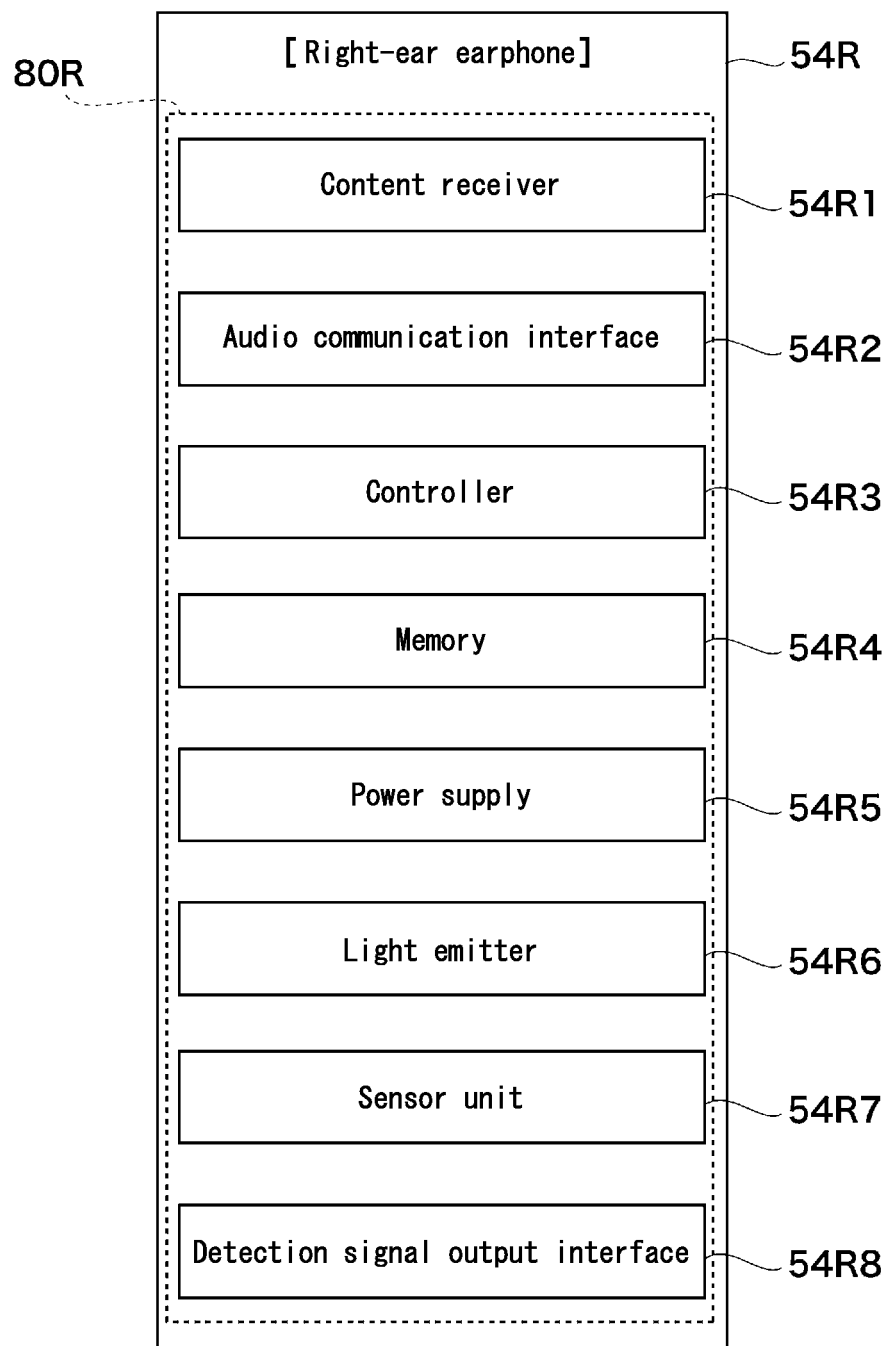 [Right-ear earphone]
54R
80R
Content receiver
54R1
Audio communication interface
54R2
Controller
54R3
Memory
54R4
Power supply
54R5
Light emitter
54R6
Sensor unit
54R7
Detection signal output interface
54R8